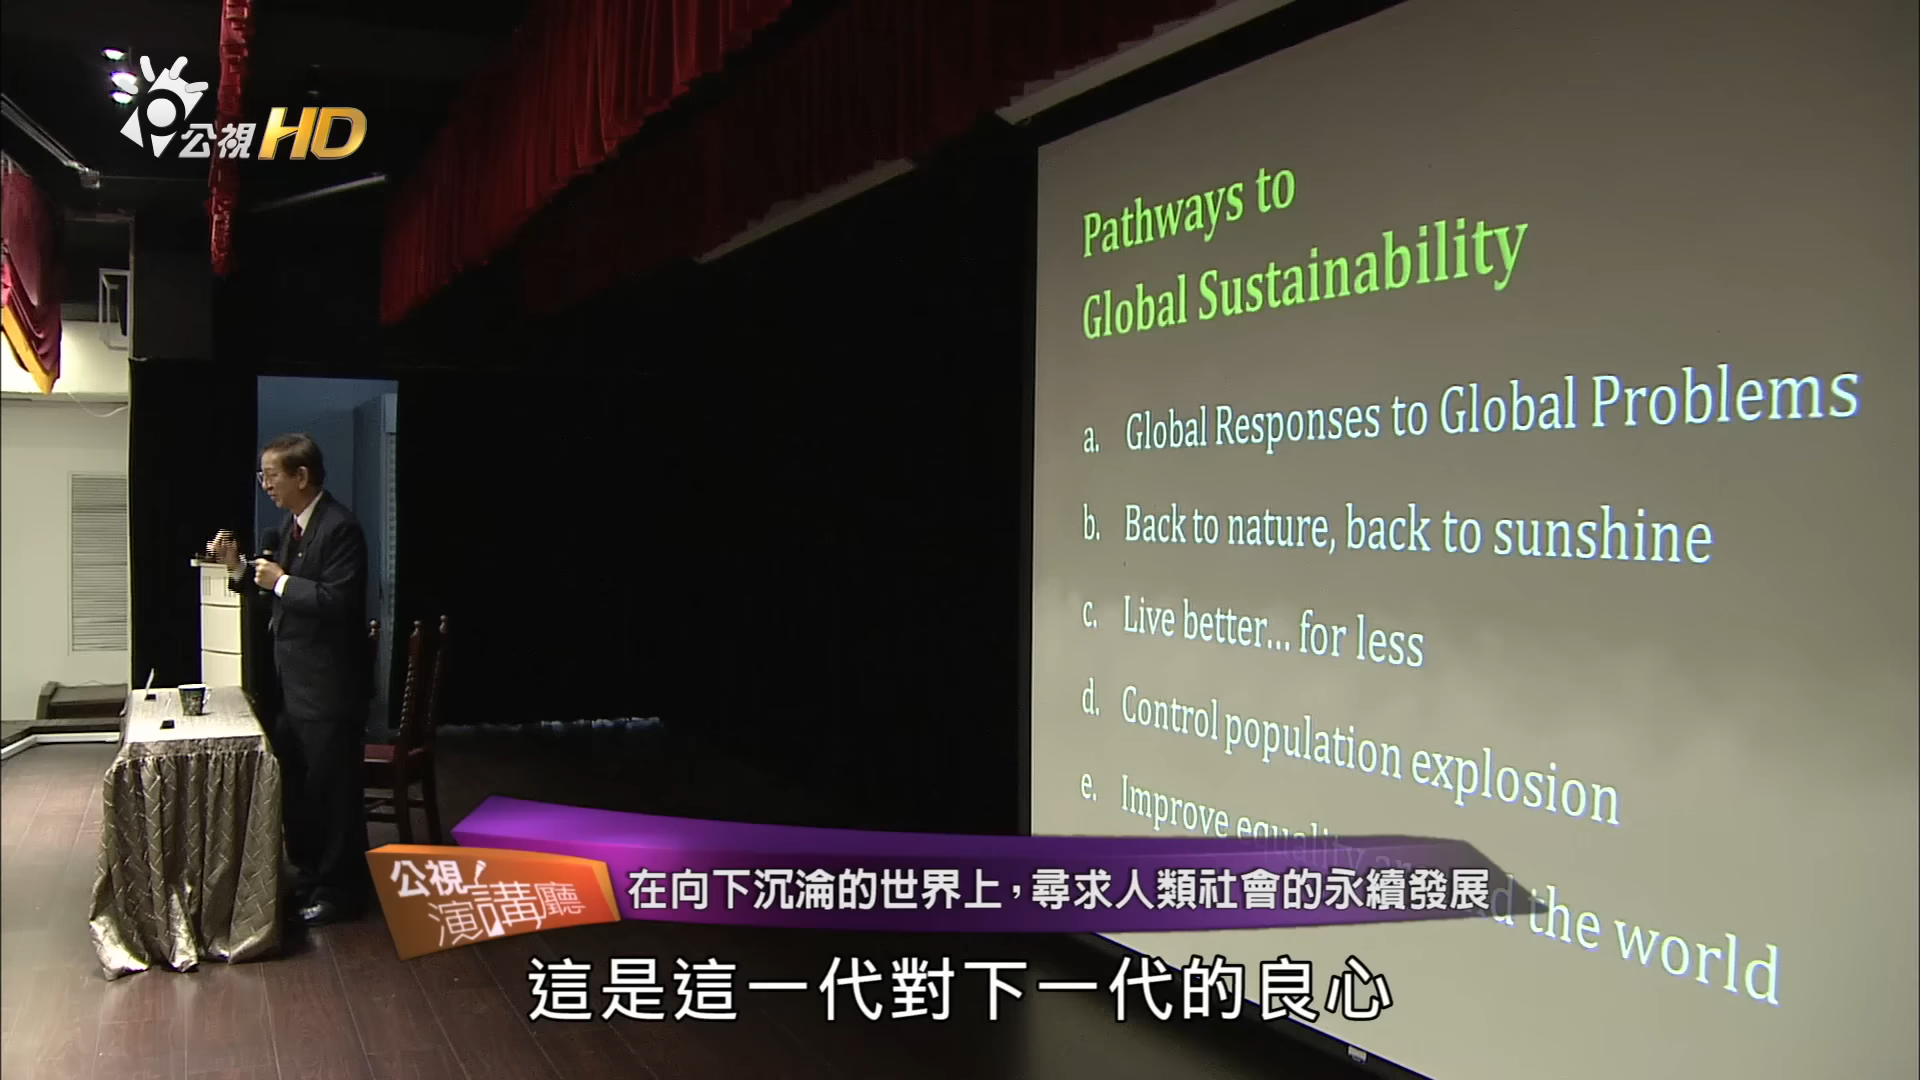 公視HD
Pathways to
Global Sustainability
a. Global Responses to Global Problems
b. Back to nature, back to sunshine
c. Live better... for less
d. Control population explosion
e. Improve equality around the world
公視
演講廳
在向下沉淪的世界上，尋求人類社會的永續發展
這是這一代對下一代的良心